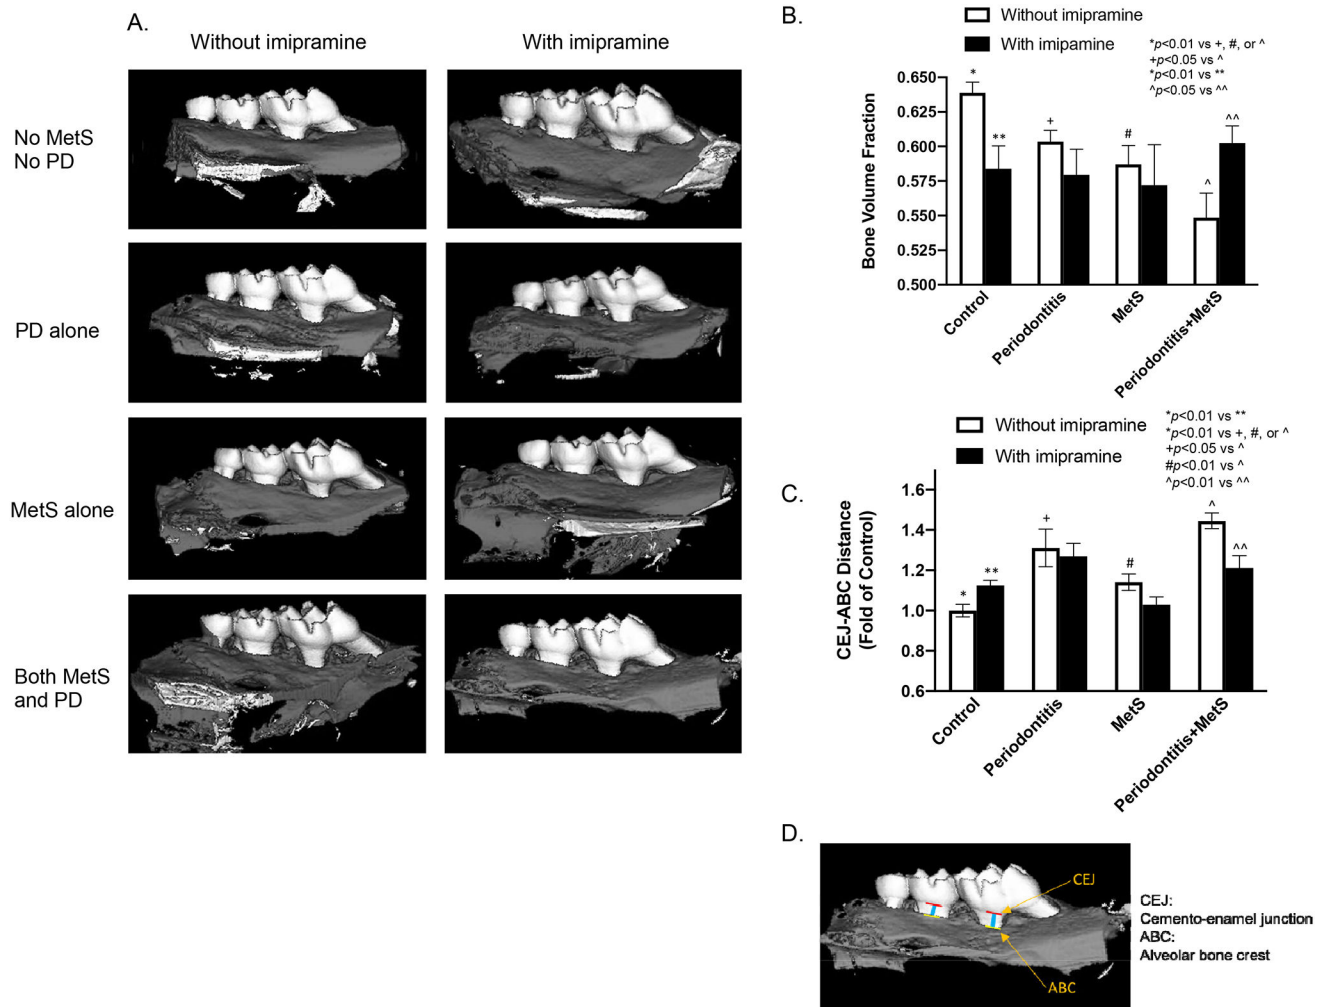 A.
Without imipramine
With imipramine
No MetS
No PD
PD alone
MetS alone
Both MetS
and PD
B.
Without imipramine
With imipamine
*p<0.01 vs +, #, or ^
+p<0.05 vs ^
*p<0.01 vs **
^p<0.05 vs ^^
Bone Volume Fraction
0.650
0.625
0.600
0.575
0.550
0.525
0.500
*
**
+
#
^
^^
Control
Periodontitis
MetS
Periodontitis+MetS
C.
Without imipramine
With imipramine
*p<0.01 vs **
*p<0.01 vs +, #, or ^
+p<0.05 vs ^
#p<0.01 vs ^
^p<0.01 vs ^^
CEJ-ABC Distance
(Fold of Control)
1.6
1.4
1.2
1.0
0.8
0.6
*
**
+
#
^
^^
Control
Periodontitis
MetS
Periodontitis+MetS
D.
CEJ
ABC
CEJ:
Cemento-enamel junction
ABC:
Alveolar bone crest